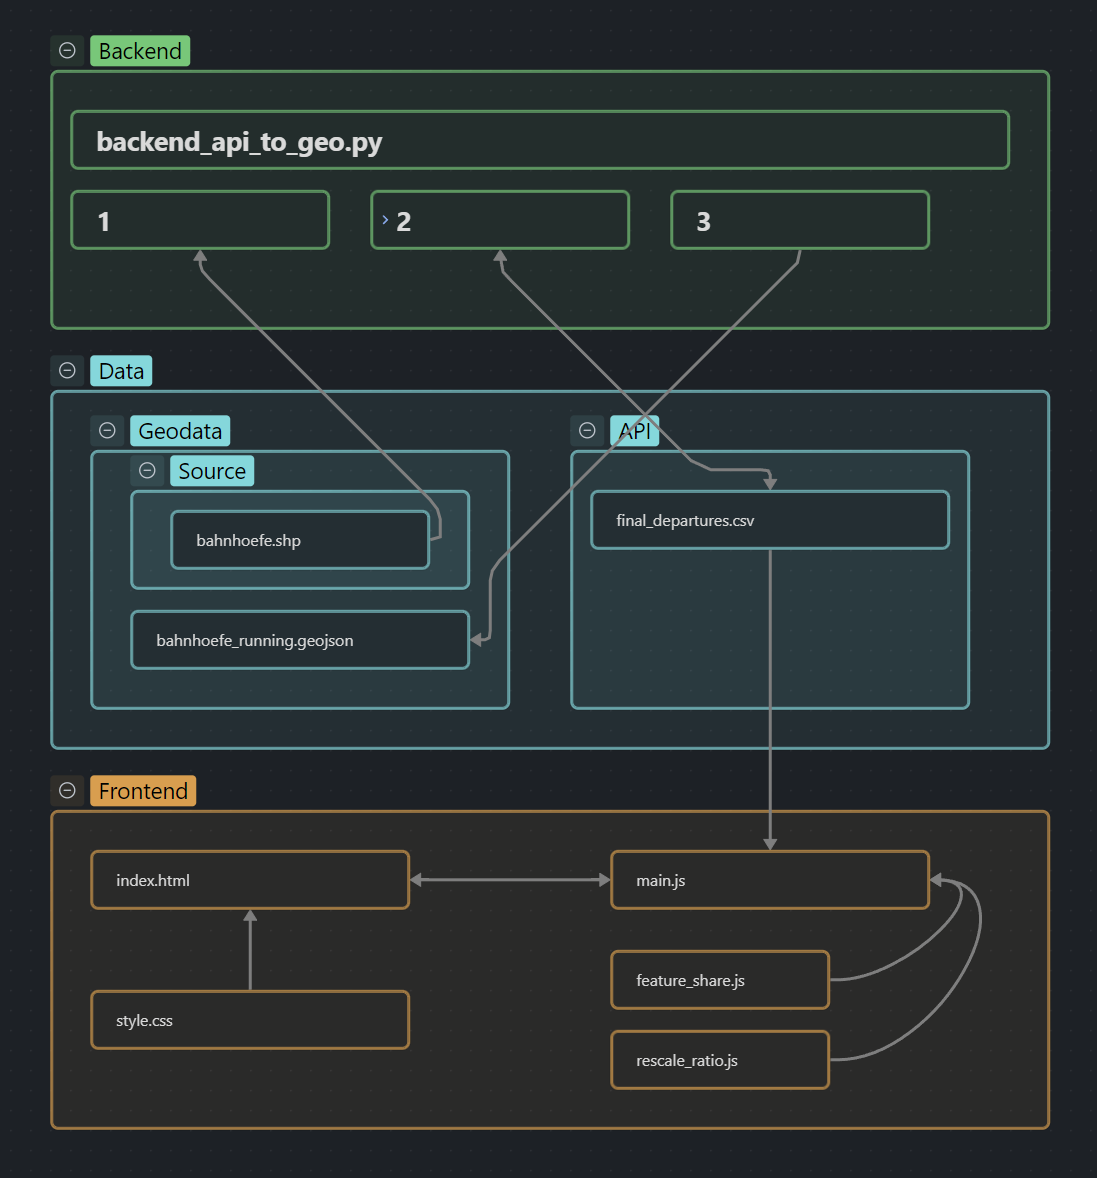 Backend
backend_api_to_geo.py
1
2
3
Data
Geodata
API
Source
final_departures.csv
bahnhoefe.shp
bahnhoefe_running.geojson
Frontend
index.html
main.js
feature_share.js
style.css
rescale_ratio.js